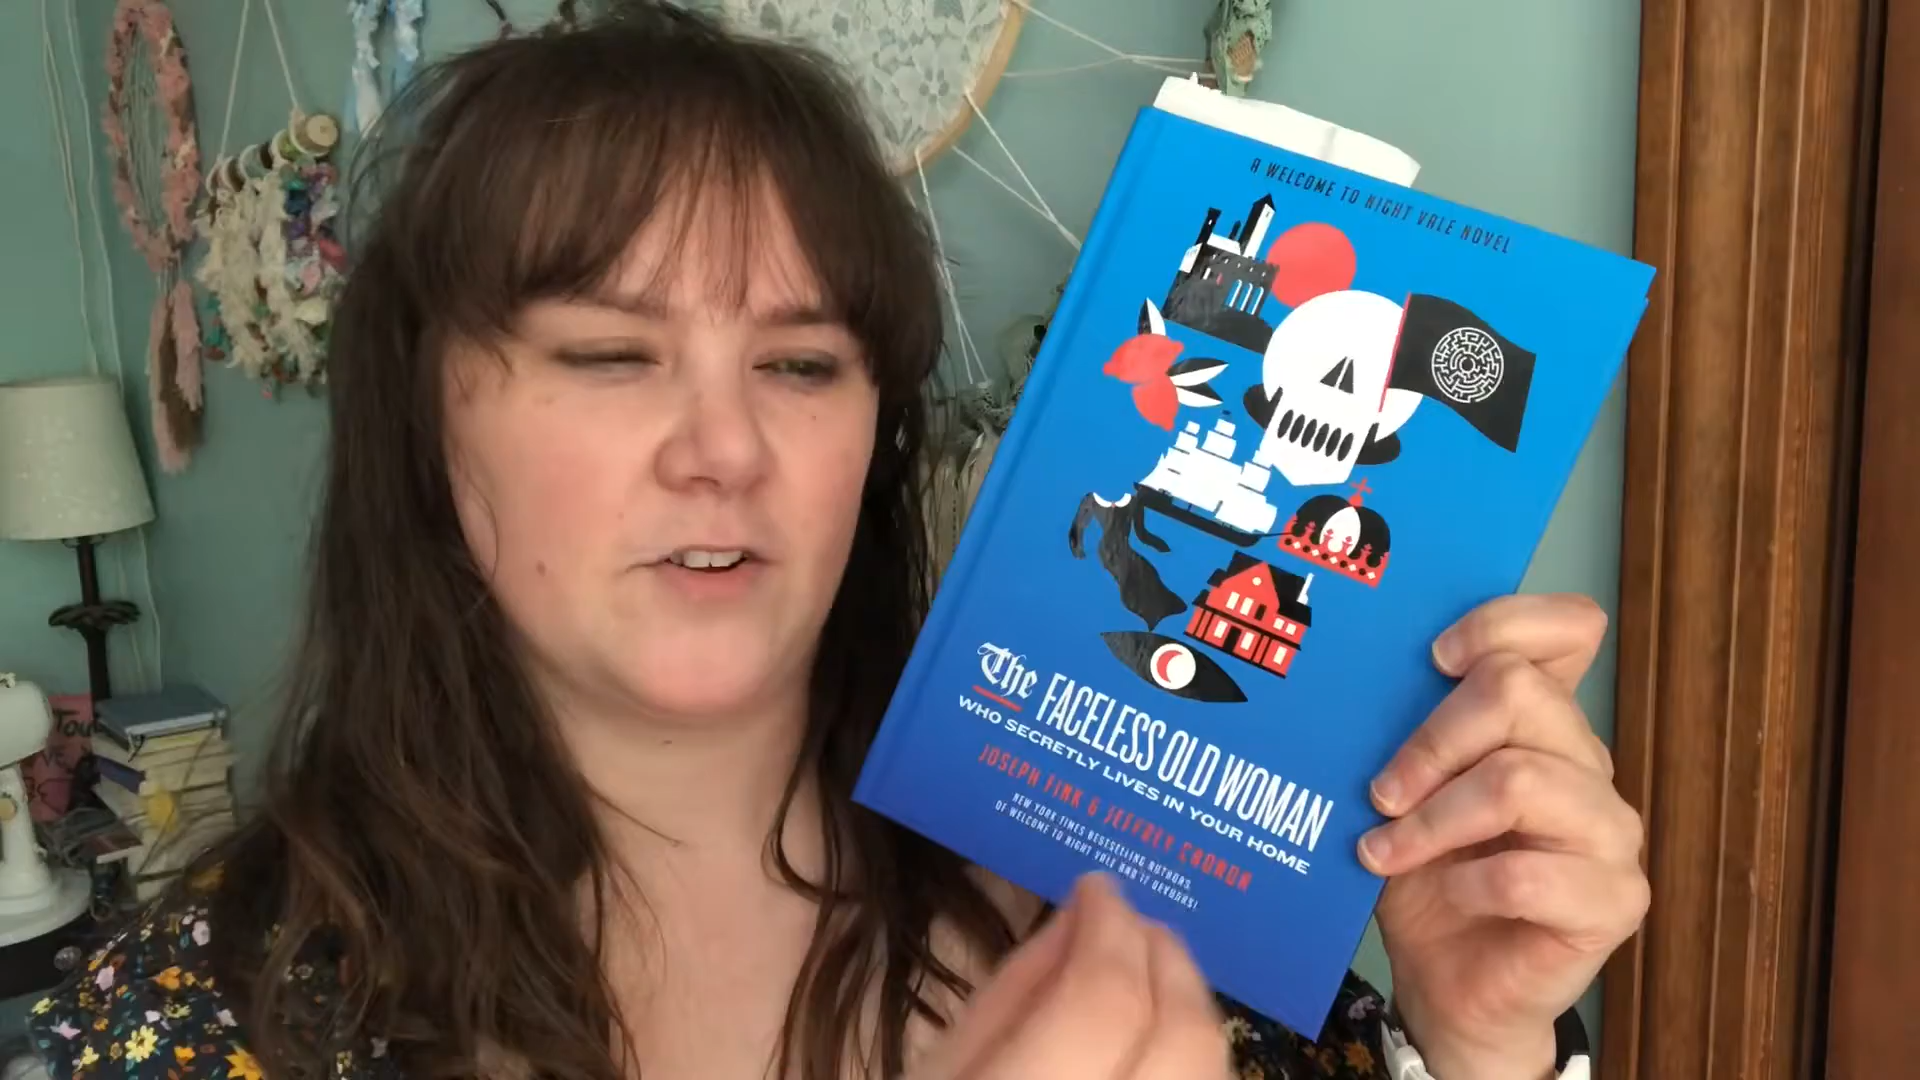 A WELCOME TO NIGHT VALE NOVEL
The FACELESS OLD WOMAN
WHO SECRETLY LIVES IN YOUR HOME
JOSEPH FINK & JEFFREY CRANOR
NEW YORK TIMES BESTSELLING AUTHORS
OF WELCOME TO NIGHT VALE AND IT DEVOURS!
You